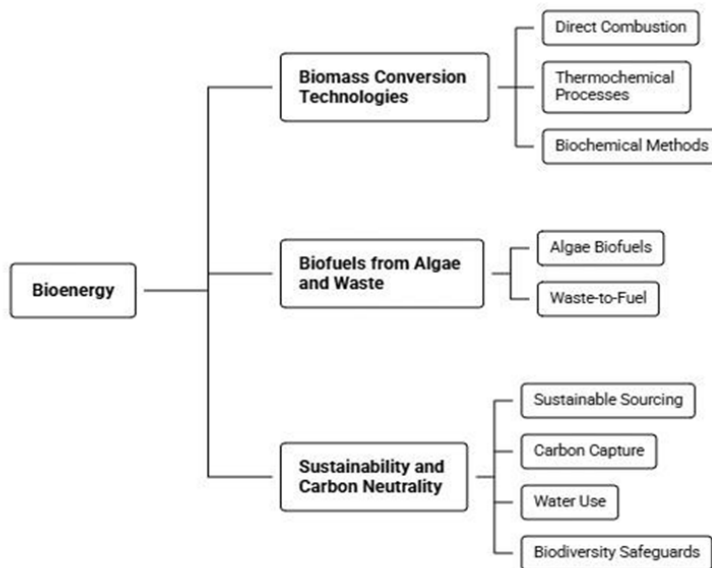 Bioenergy
Biomass Conversion
Technologies
Direct Combustion
Thermochemical
Processes
Biochemical Methods
Biofuels from Algae
and Waste
Algae Biofuels
Waste-to-Fuel
Sustainability and
Carbon Neutrality
Sustainable Sourcing
Carbon Capture
Water Use
Biodiversity Safeguards